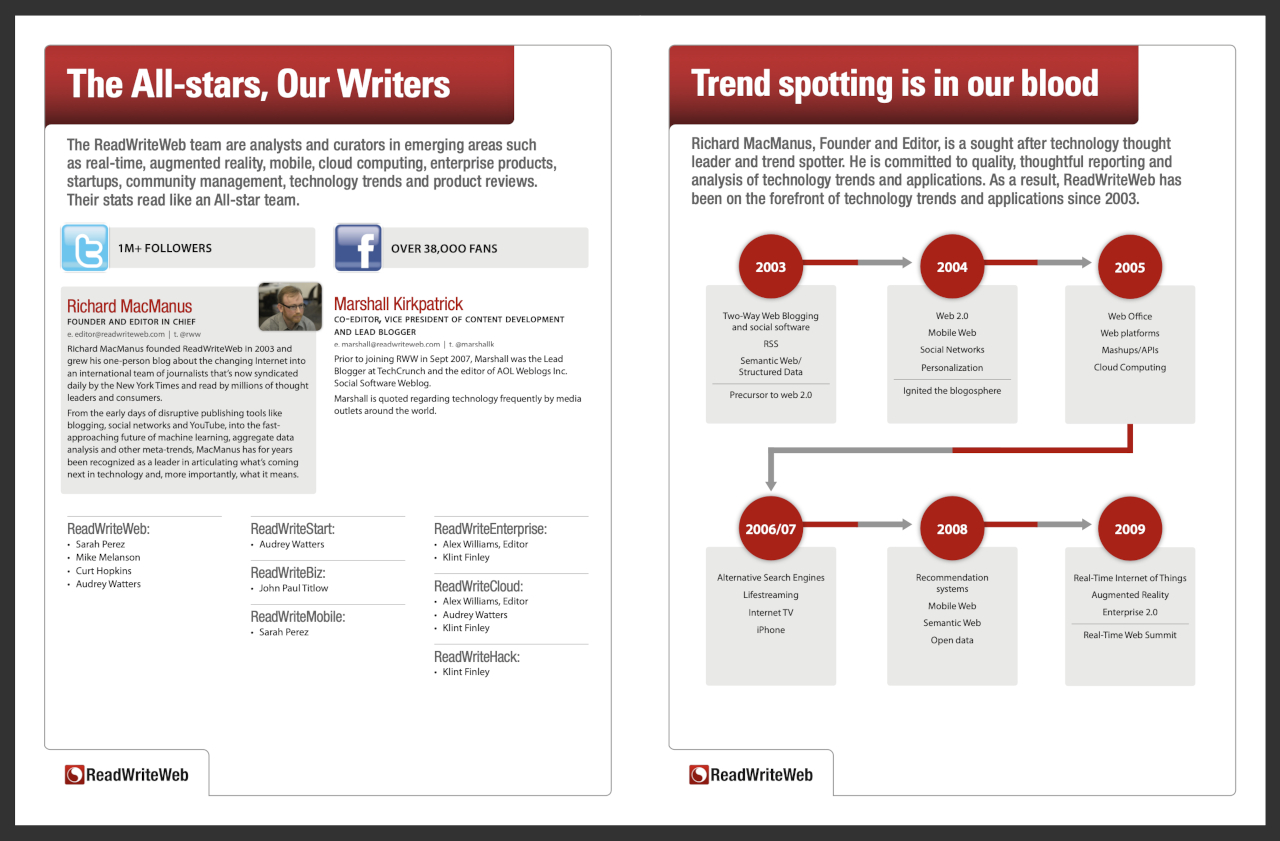 The All-stars, Our Writers
The ReadWriteWeb team are analysts and curators in emerging areas such
as real-time, augmented reality, mobile, cloud computing, enterprise products,
startups, community management, technology trends and product reviews.
Their stats read like an All-star team.
1M+ FOLLOWERS
OVER 38,000 FANS
Richard MacManus
FOUNDER AND EDITOR IN CHIEF
e. editor@readwriteweb.com | t. @rww
Richard MacManus founded ReadWriteWeb in 2003 and
grew his one-person blog about the changing Internet into
an international team of journalists that's now syndicated
daily by the New York Times and read by millions of thought
leaders and consumers.
From the early days of disruptive publishing tools like
blogging, social networks and YouTube, into the fast-
approaching future of machine learning, aggregate data
analysis and other meta-trends, MacManus has for years
been recognized as a leader in articulating what's coming
next in technology and, more importantly, what it means.
Marshall Kirkpatrick
CO-EDITOR, VICE PRESIDENT OF CONTENT DEVELOPMENT
AND LEAD BLOGGER
e. marshall@readwriteweb.com | t. @marshallk
Prior to joining RWW in Sept 2007, Marshall was the Lead
Blogger at TechCrunch and the editor of AOL Weblogs Inc.
Social Software Weblog.
Marshall is quoted regarding technology frequently by media
outlets around the world.
ReadWriteWeb:
• Sarah Perez
• Mike Melanson
• Curt Hopkins
• Audrey Watters
ReadWriteStart:
• Audrey Watters
ReadWriteBiz:
• John Paul Titlow
ReadWriteMobile:
• Sarah Perez
ReadWriteEnterprise:
• Alex Williams, Editor
• Klint Finley
ReadWriteCloud:
• Alex Williams, Editor
• Audrey Watters
• Klint Finley
ReadWriteHack:
• Klint Finley
ReadWriteWeb
Trend spotting is in our blood
Richard MacManus, Founder and Editor, is a sought after technology thought
leader and trend spotter. He is committed to quality, thoughtful reporting and
analysis of technology trends and applications. As a result, ReadWriteWeb has
been on the forefront of technology trends and applications since 2003.
2003
Two-Way Web Blogging
and social software
RSS
Semantic Web/
Structured Data
Precursor to web 2.0
2004
Web 2.0
Mobile Web
Social Networks
Personalization
Ignited the blogosphere
2005
Web Office
Web platforms
Mashups/APIs
Cloud Computing
2006/07
Alternative Search Engines
Lifestreaming
Internet TV
iPhone
2008
Recommendation
systems
Mobile Web
Semantic Web
Open data
2009
Real-Time Internet of Things
Augmented Reality
Enterprise 2.0
Real-Time Web Summit
ReadWriteWeb